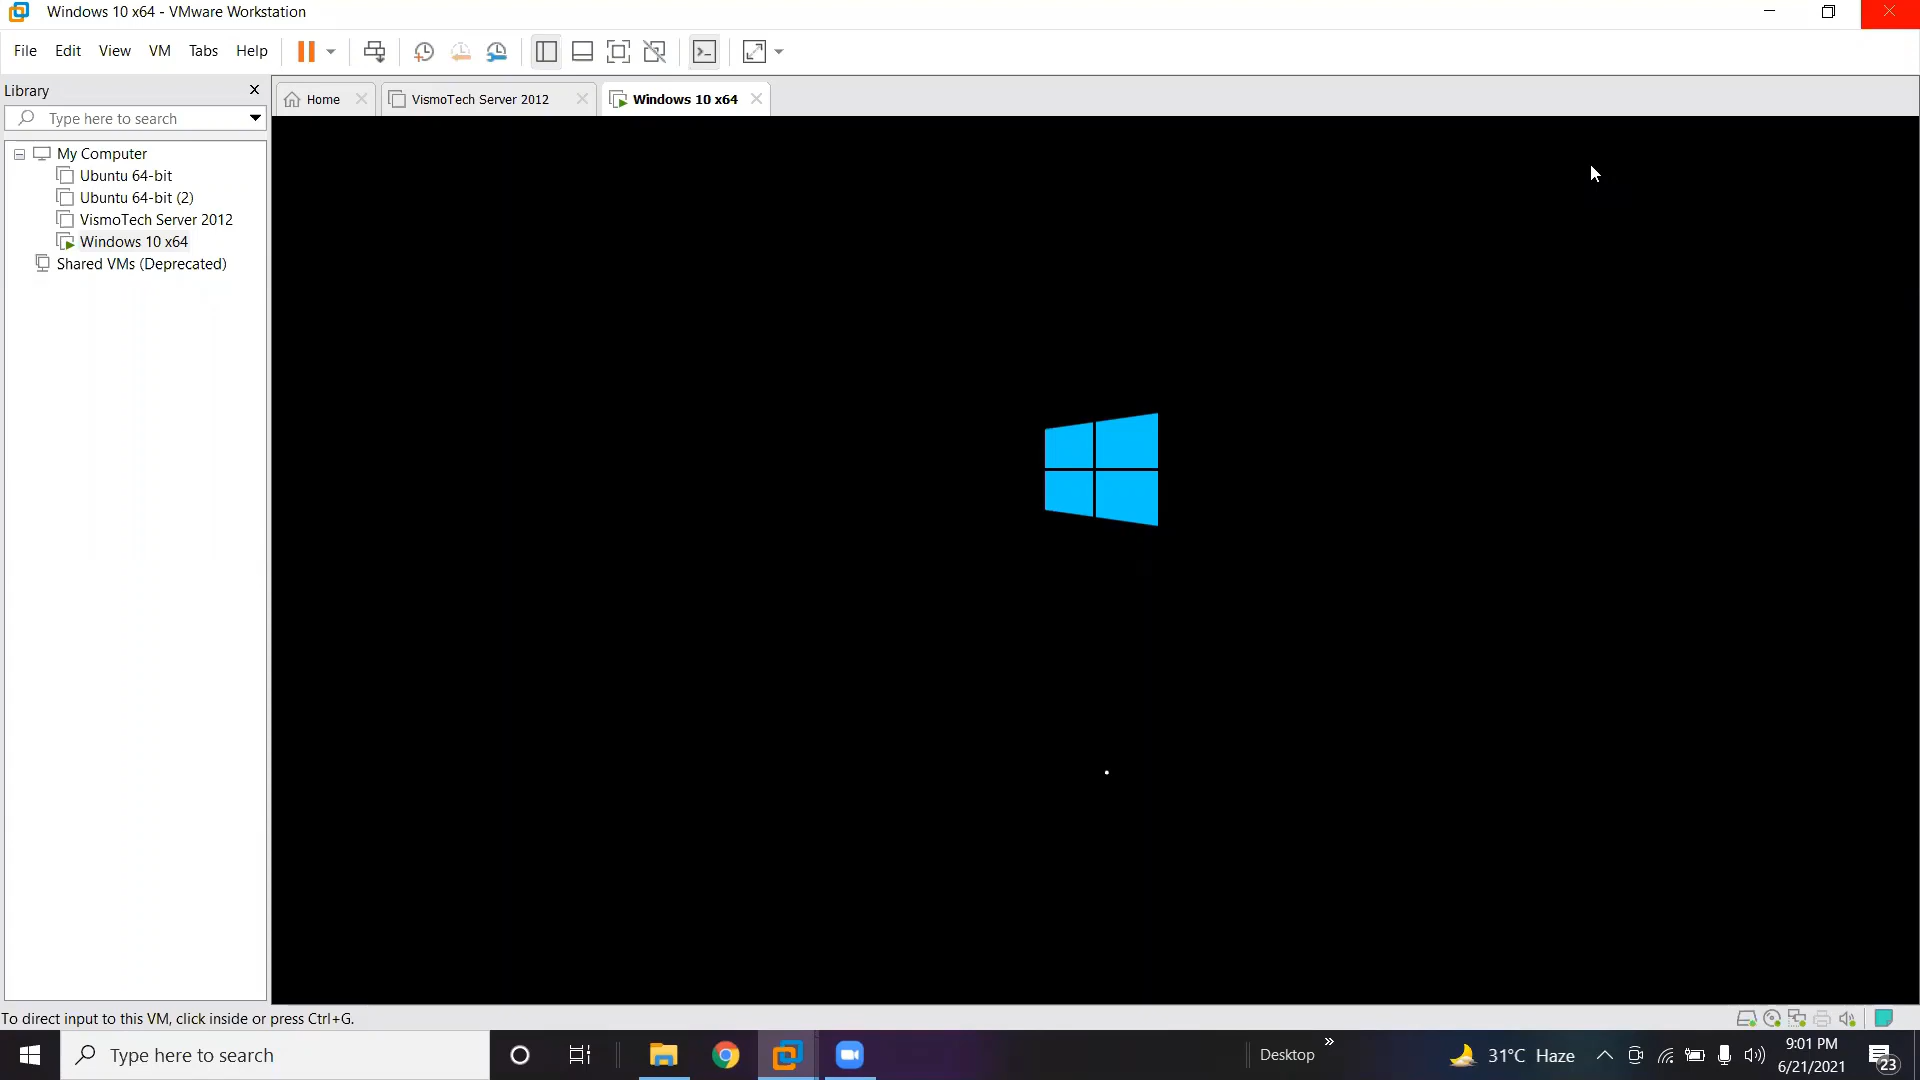 Windows 10 x64 - VMware Workstation
File Edit View VM Tabs Help
Library
Type here to search
My Computer
Ubuntu 64-bit
Ubuntu 64-bit (2)
VismoTech Server 2012
Windows 10 x64
Shared VMs (Deprecated)
Home
VismoTech Server 2012
Windows 10 x64
To direct input to this VM, click inside or press Ctrl+G.
Type here to search
Desktop
31°C Haze
9:01 PM
6/21/2021
23